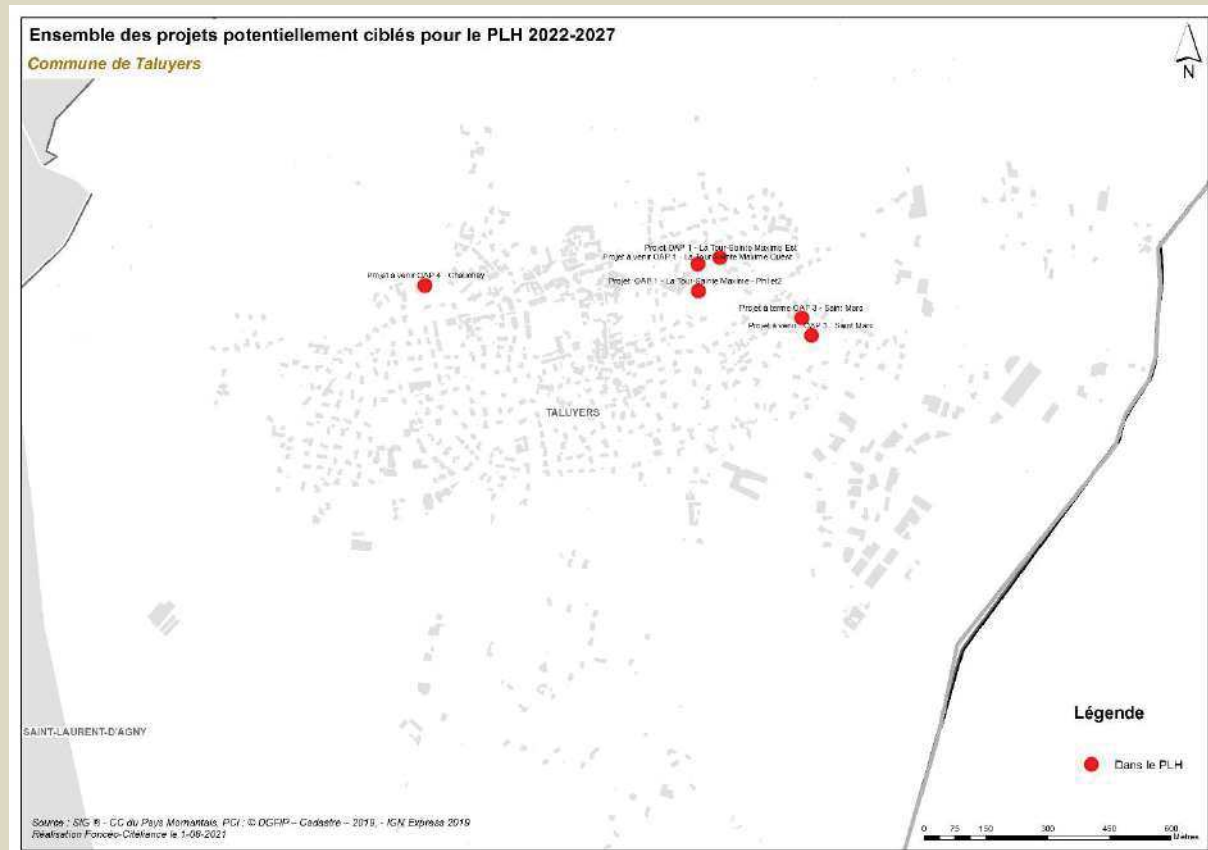 Ensemble des projets potentiellement ciblés pour le PLH 2022-2027
Commune de Taluyers
N
Projet OAP 1 - La Tour-Sainte Maxime Est
Projet à venir OAP 1 - La Tour-Sainte Maxime Ouest
Projet à venir OAP 4 -
Projet OAP 1 - La Tour-Sainte Maxime - Phase2
Projet à terme OAP 3 - Saint Marc
Projet à venir OAP 3 - Saint Marc
TALUYERS
SAINT-LAURENT-D'AGNY
Légende
Dans le PLH
Source : SIG ® - CC du Pays Mornantais, PCI : © DGFIP – Cadastre – 2019, - IGN Express 2019
Réalisation Foncéo-Citéliance le 1-08-2021
0 75 150 300 450 600
Mètres